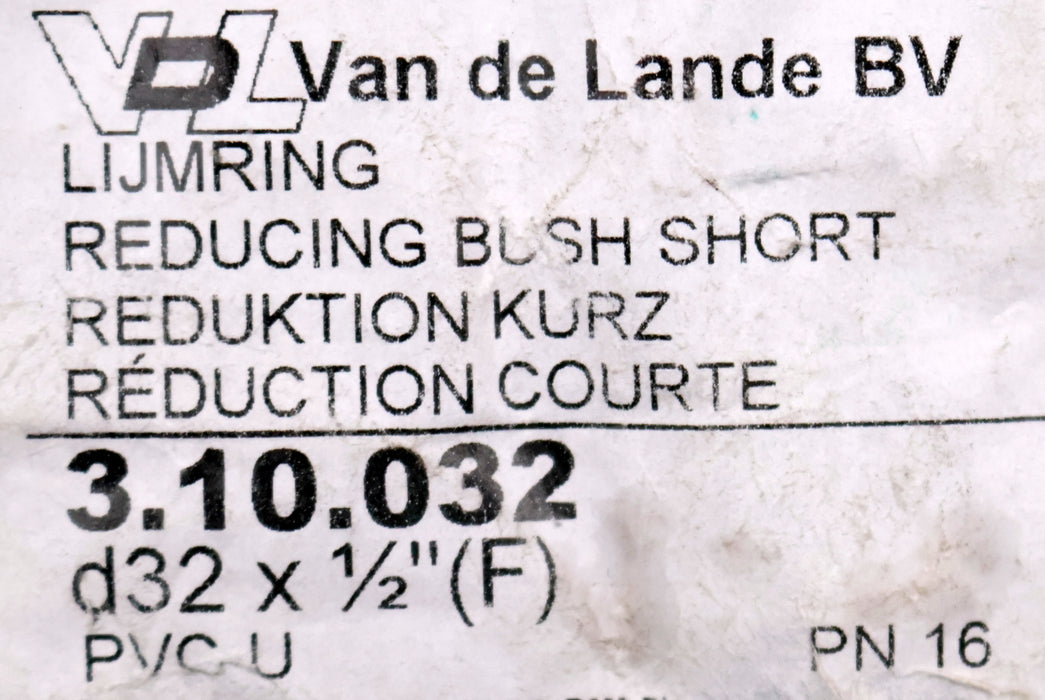 VDL Van de Lande BV
LIJMRING
REDUCING BUSH SHORT
REDUKTION KURZ
RÉDUCTION COURTE
3.10.032
d32 x ½"(F)
PVC-U PN 16